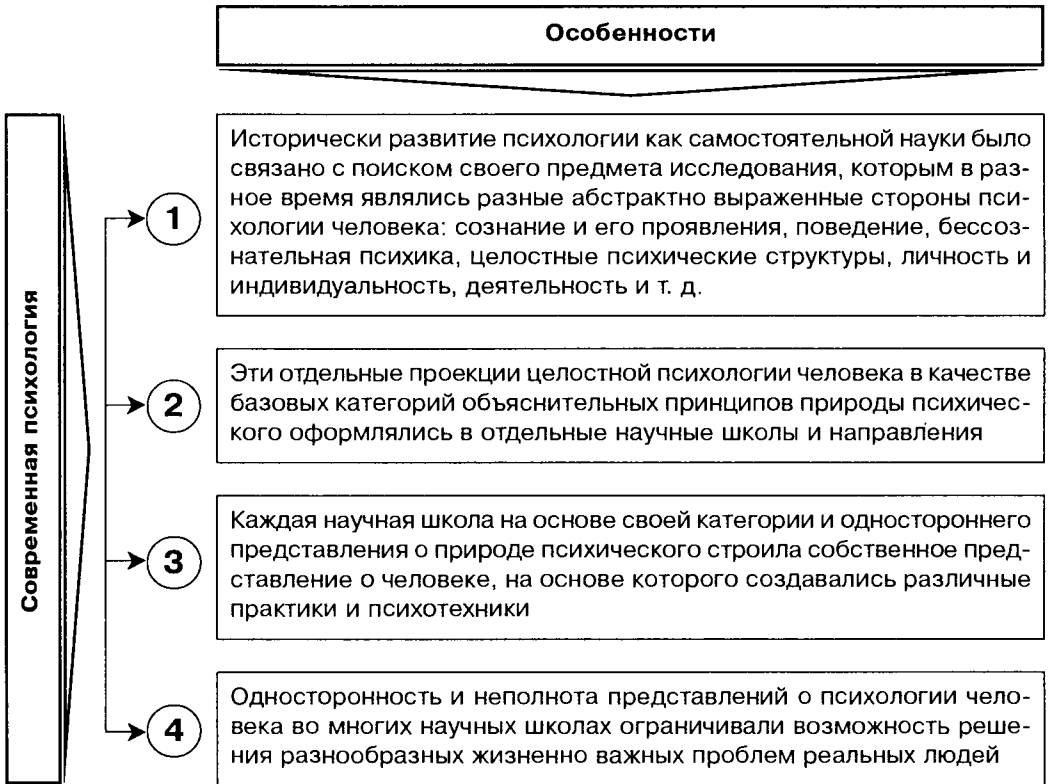 Особенности
Современная психология
1
Исторически развитие психологии как самостоятельной науки было
связано с поиском своего предмета исследования, которым в раз-
ное время являлись разные абстрактно выраженные стороны пси-
хологии человека: сознание и его проявления, поведение, бессоз-
нательная психика, целостные психические структуры, личность и
индивидуальность, деятельность и т. д.
2
Эти отдельные проекции целостной психологии человека в качестве
базовых категорий объяснительных принципов природы психичес-
кого оформлялись в отдельные научные школы и направления
3
Каждая научная школа на основе своей категории и одностороннего
представления о природе психического строила собственное пред-
ставление о человеке, на основе которого создавались различные
практики и психотехники
4
Односторонность и неполнота представлений о психологии чело-
века во многих научных школах ограничивали возможность реше-
ния разнообразных жизненно важных проблем реальных людей